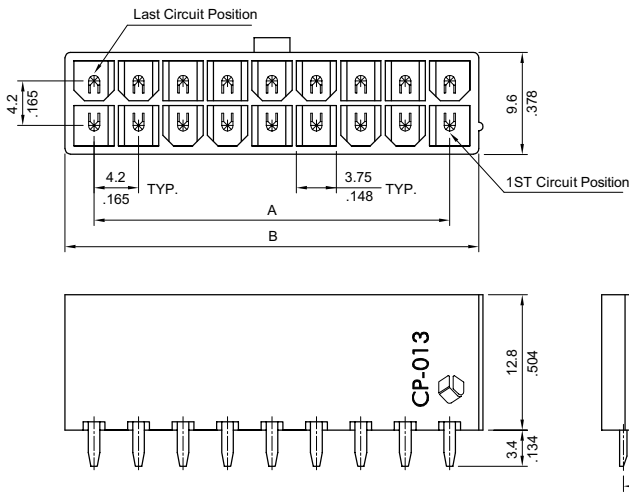 Last Circuit Position
4.2
.165
9.6
.378
4.2
.165
TYP.
3.75
.148
TYP.
1ST Circuit Position
A
B
CP-013
12.8
.504
3.4
.134